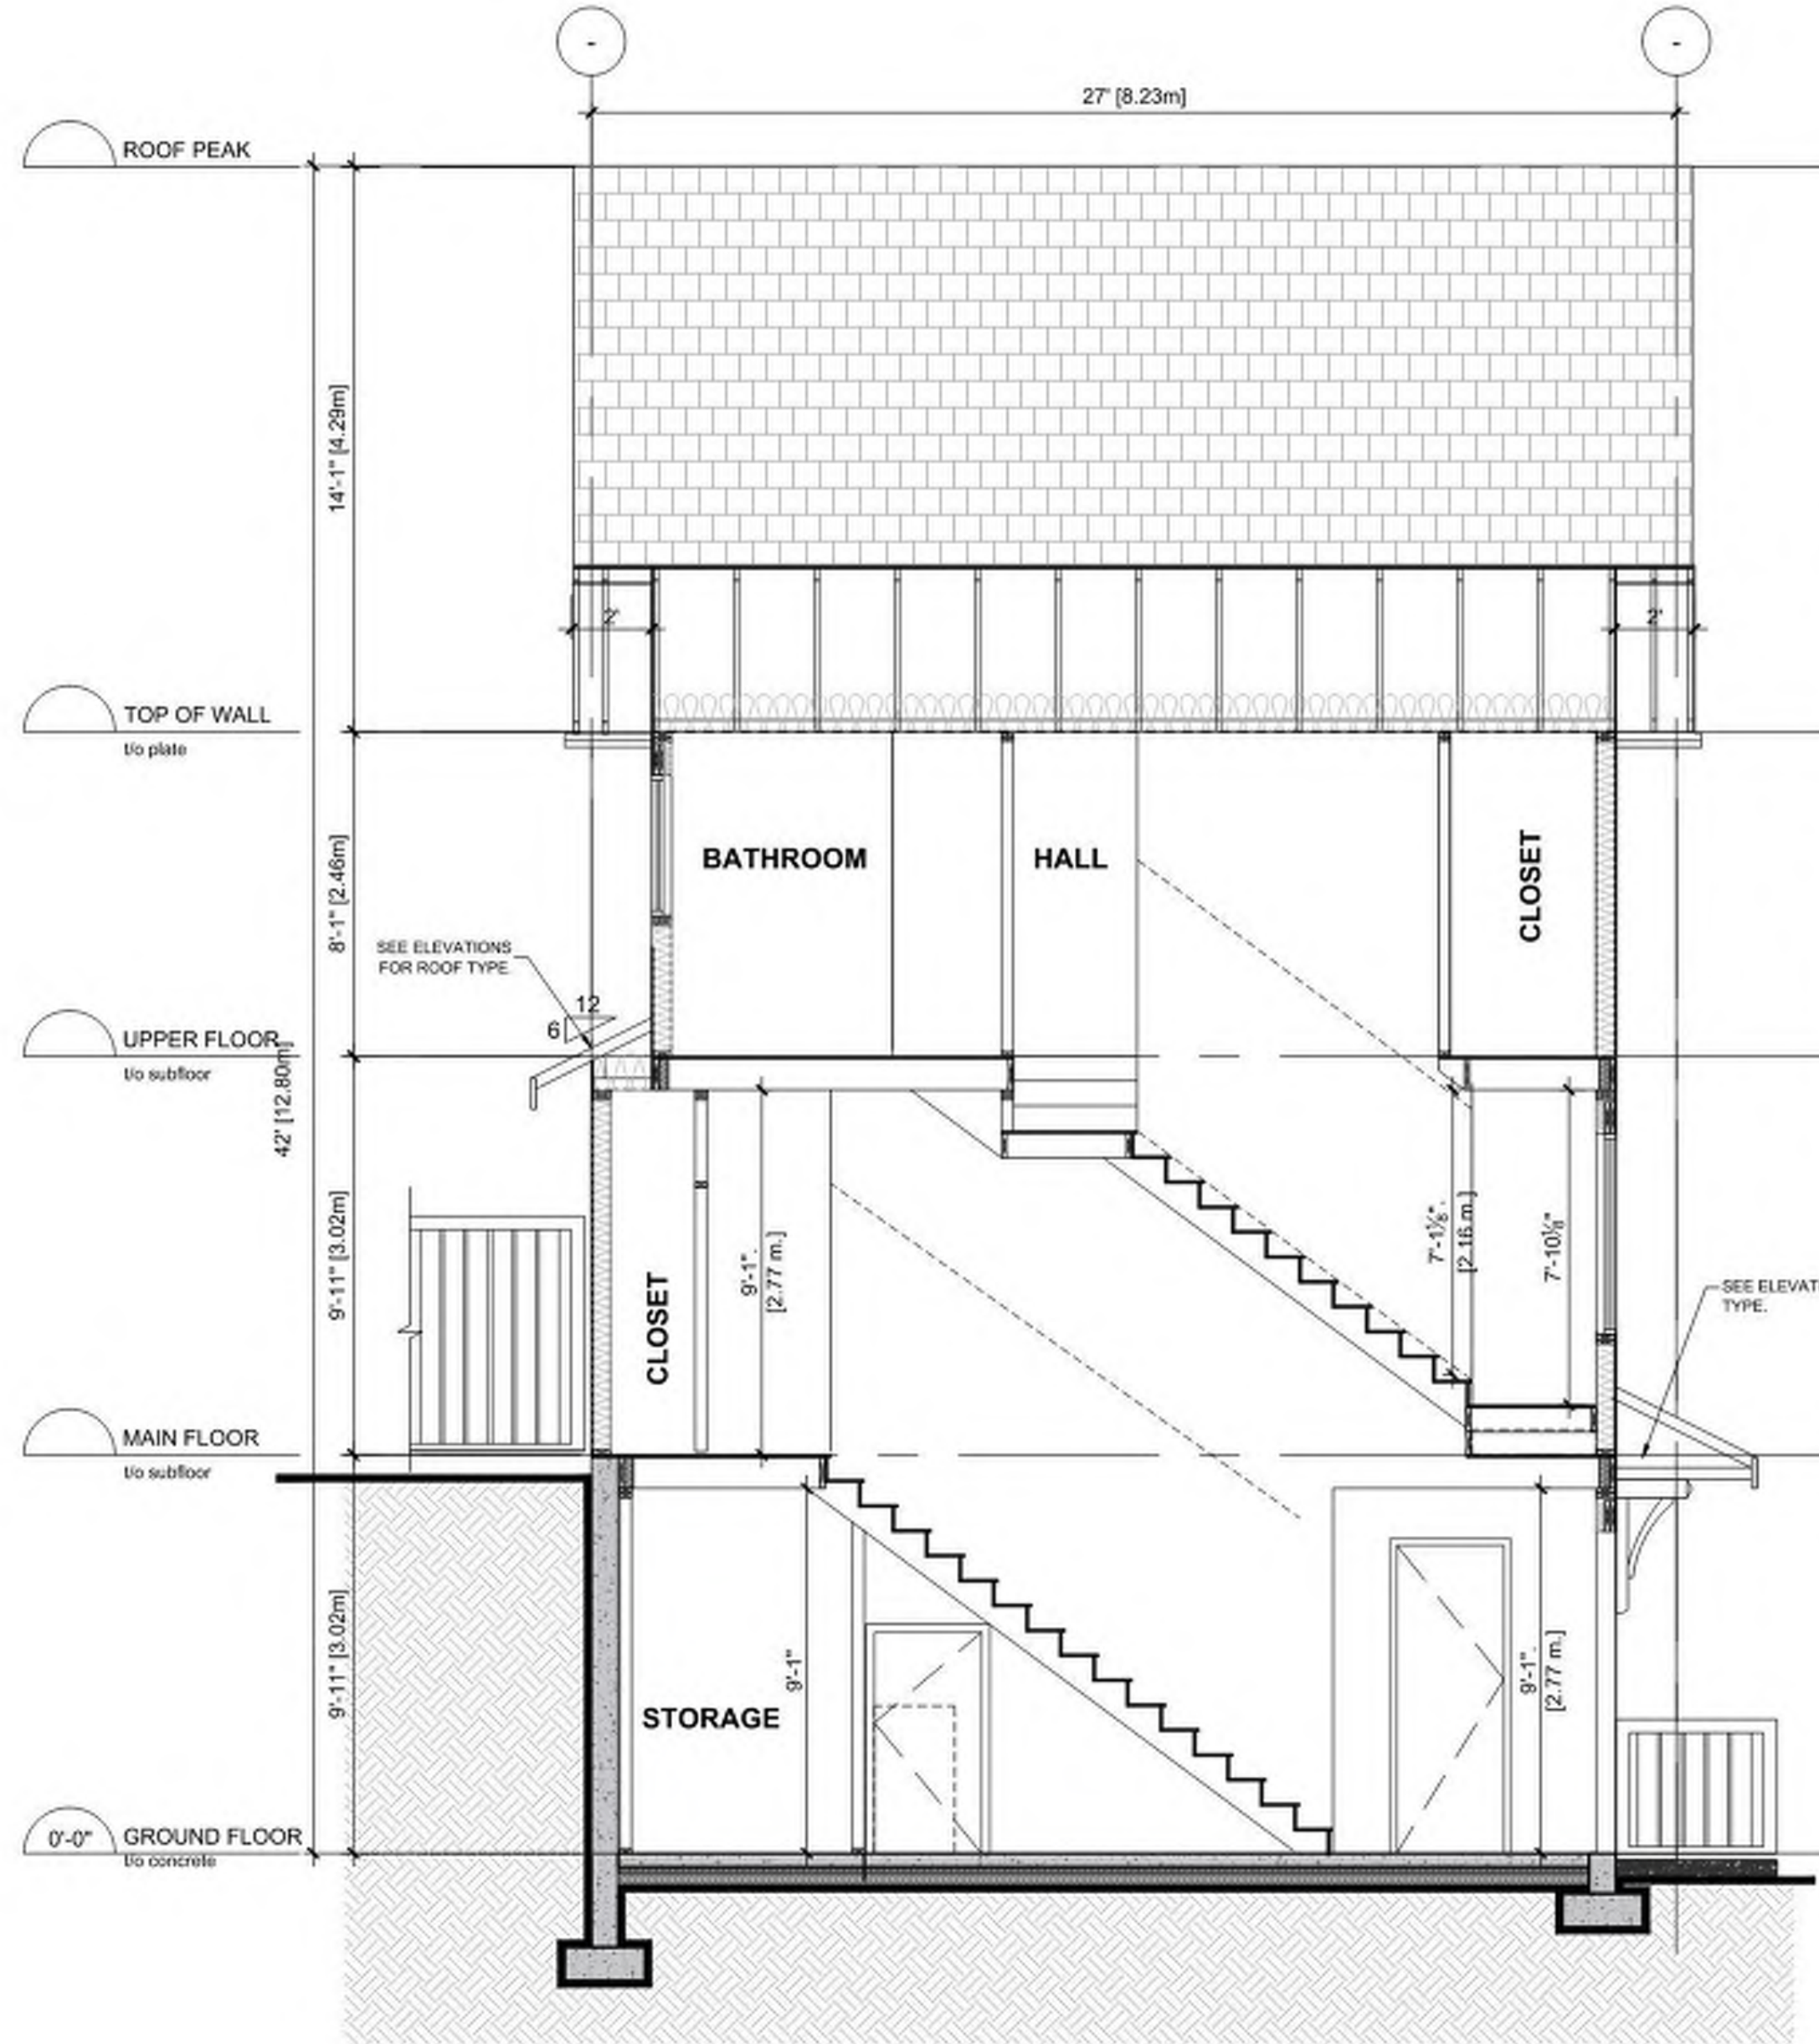 -
-
27' [8.23m]
ROOF PEAK
14'-1" [4.29m]
2'
2'
TOP OF WALL
t/o plate
BATHROOM
HALL
CLOSET
8'-1" [2.46m]
SEE ELEVATIONS
FOR ROOF TYPE.
12
6
UPPER FLOOR
t/o subfloor
42' [12.80m]
9'-11" [3.02m]
CLOSET
9'-1".
[2.77 m.]
7'-1⅛".
[2.16 m.]
7'-10⅛"
SEE ELEVAT
TYPE.
MAIN FLOOR
t/o subfloor
9'-11" [3.02m]
STORAGE
9'-1"
9'-1".
[2.77 m.]
0'-0"
GROUND FLOOR
t/o concrete